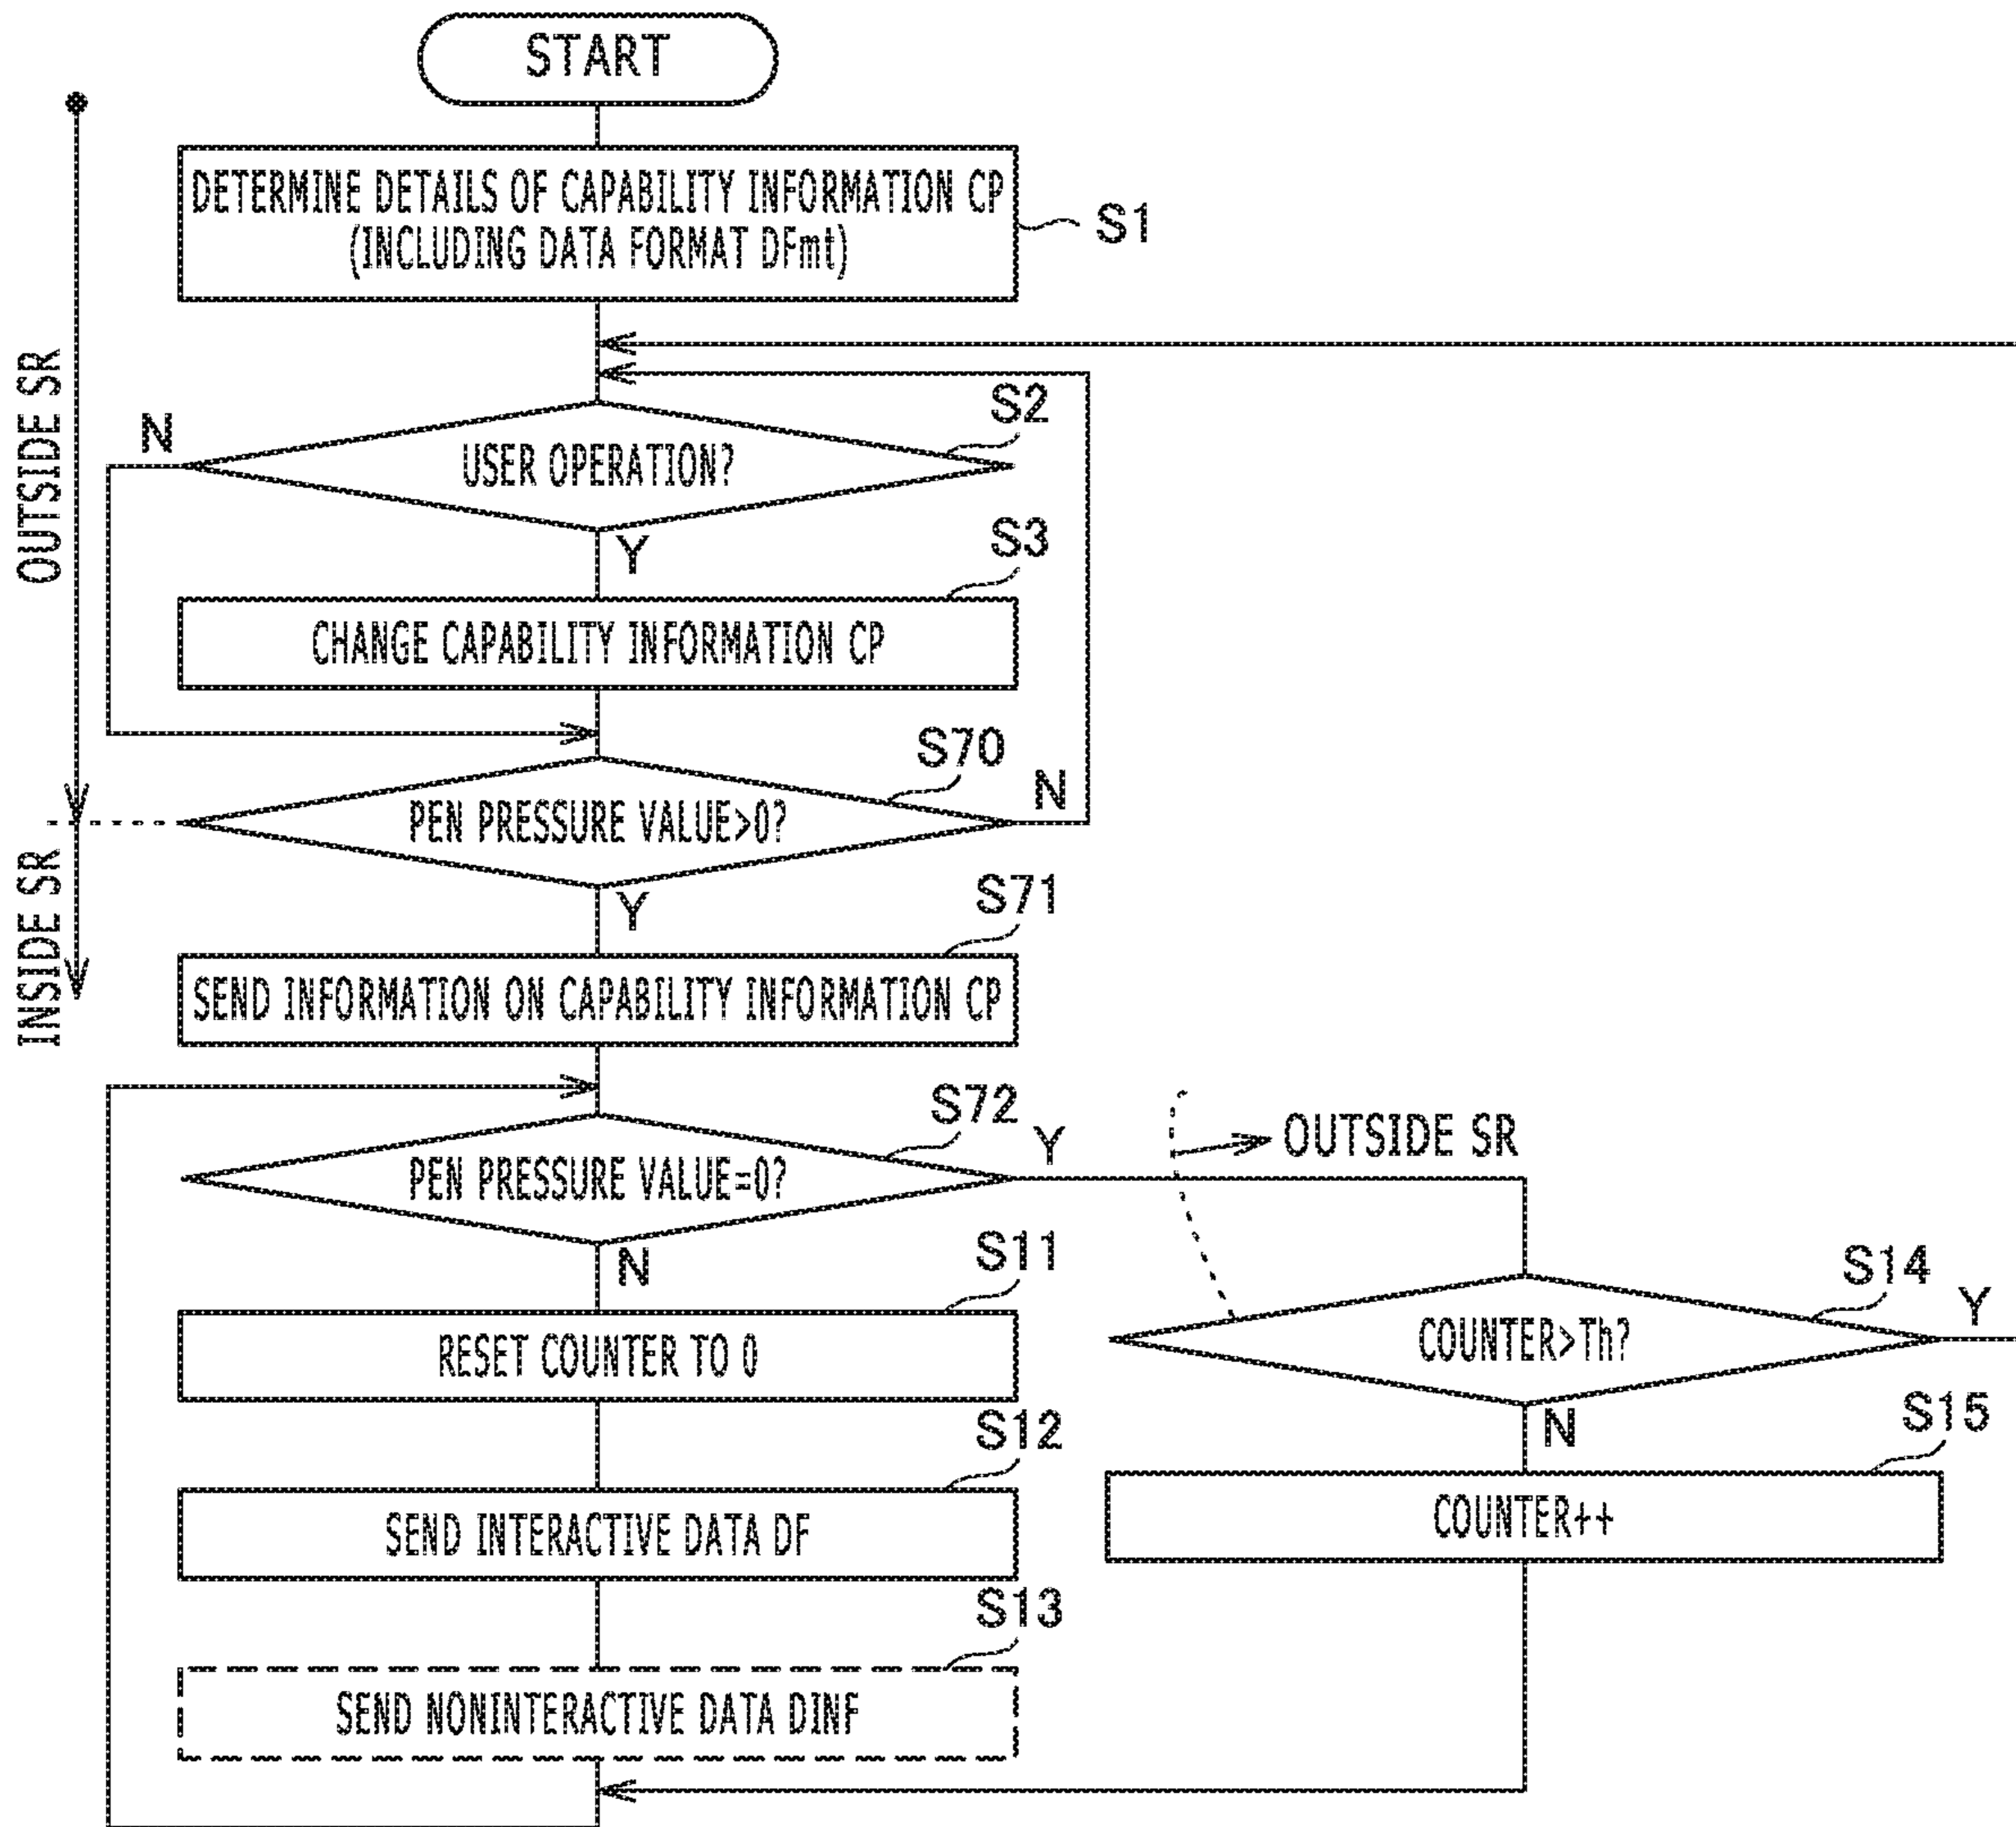 START
DETERMINE DETAILS OF CAPABILITY INFORMATION CP
(INCLUDING DATA FORMAT DFmt)
S1
OUTSIDE SR
S2
N
USER OPERATION?
Y
S3
CHANGE CAPABILITY INFORMATION CP
S70
N
PEN PRESSURE VALUE>0?
Y
INSIDE SR
S71
SEND INFORMATION ON CAPABILITY INFORMATION CP
S72
Y
PEN PRESSURE VALUE=0?
N
OUTSIDE SR
S11
RESET COUNTER TO 0
S14
Y
COUNTER>Th?
N
S12
SEND INTERACTIVE DATA DF
S15
COUNTER++
S13
SEND NONINTERACTIVE DATA DINF